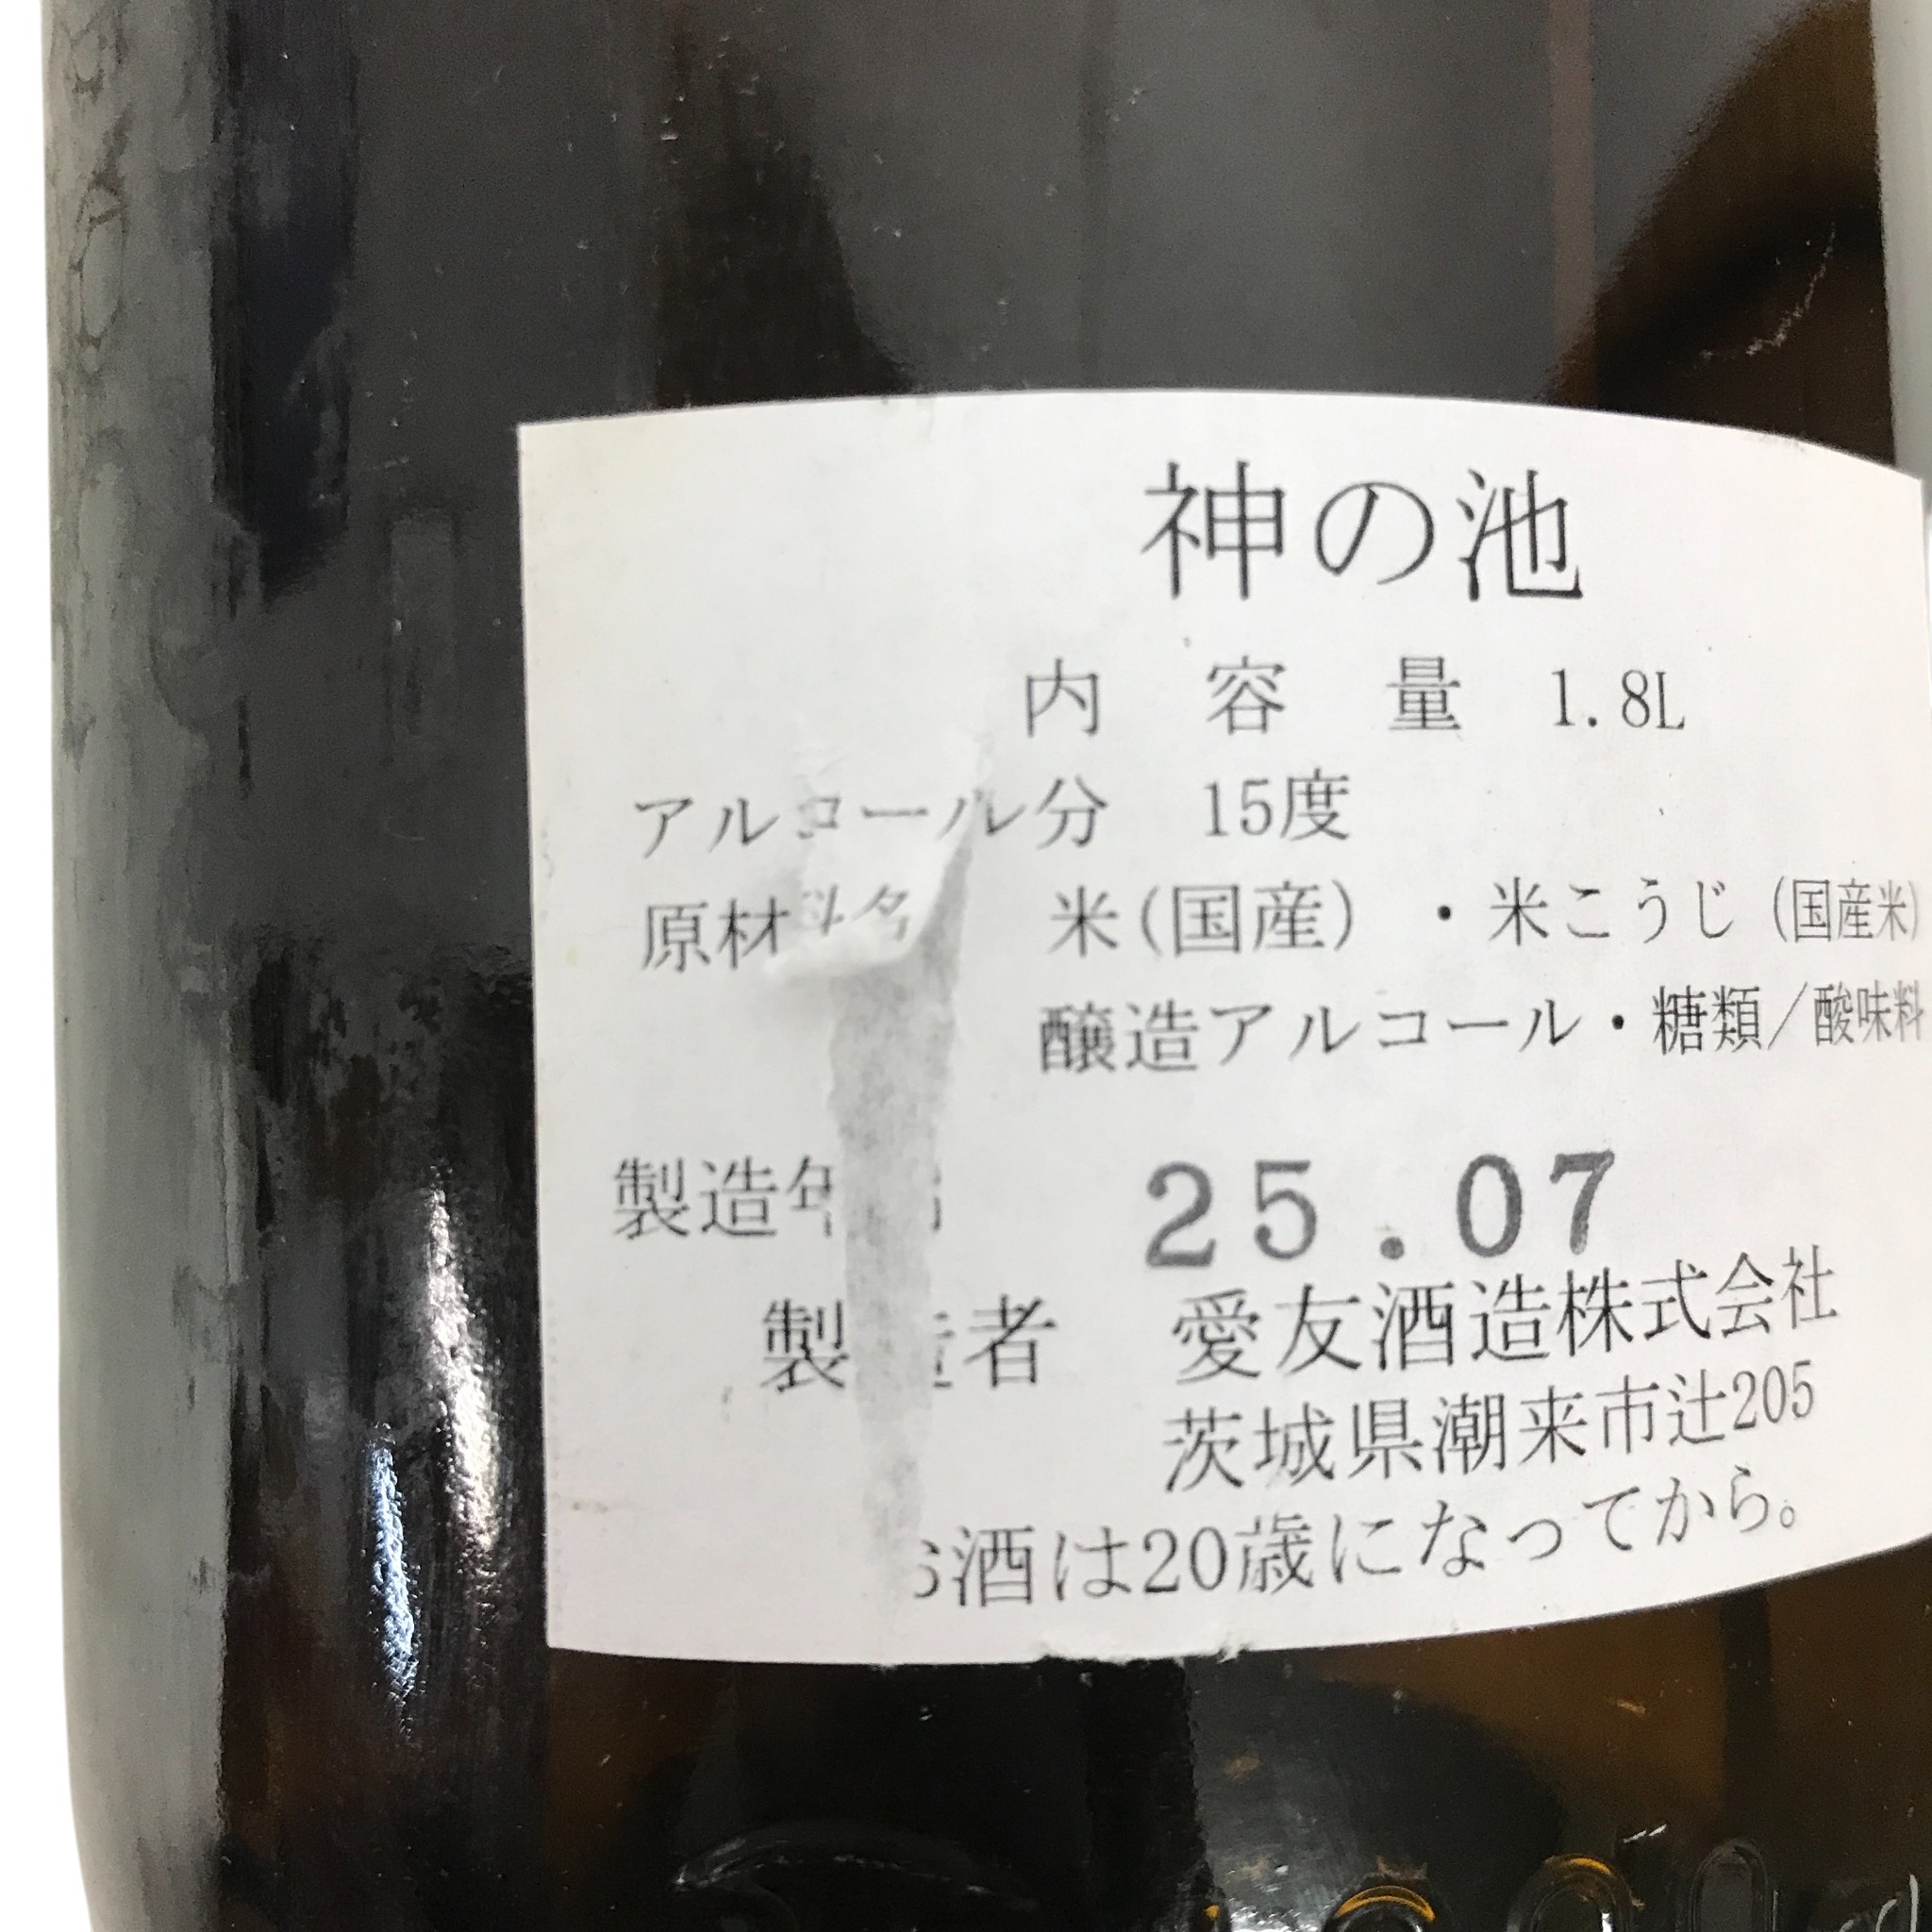 神の池
内 容 量 1.8L
アルコール分 15度
原材料名 米(国産)・米こうじ(国産米)
醸造アルコール・糖類/酸味料
製造年 25.07
製 者 愛友酒造株式会社
茨城県潮来市辻205
お酒は20歳になってから。